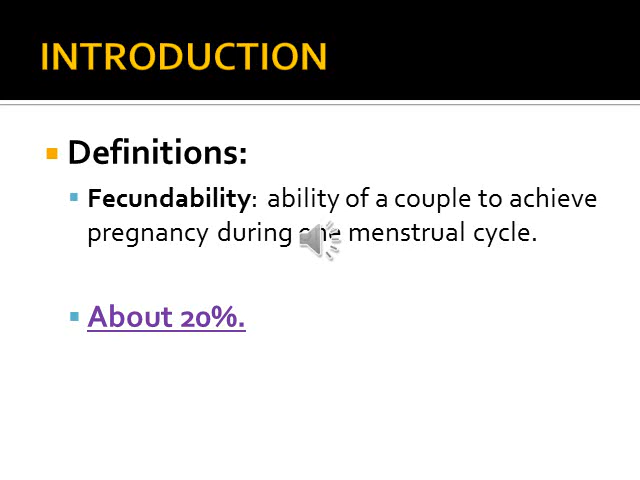 INTRODUCTION
Definitions:
Fecundability: ability of a couple to achieve
pregnancy during one menstrual cycle.
About 20%.